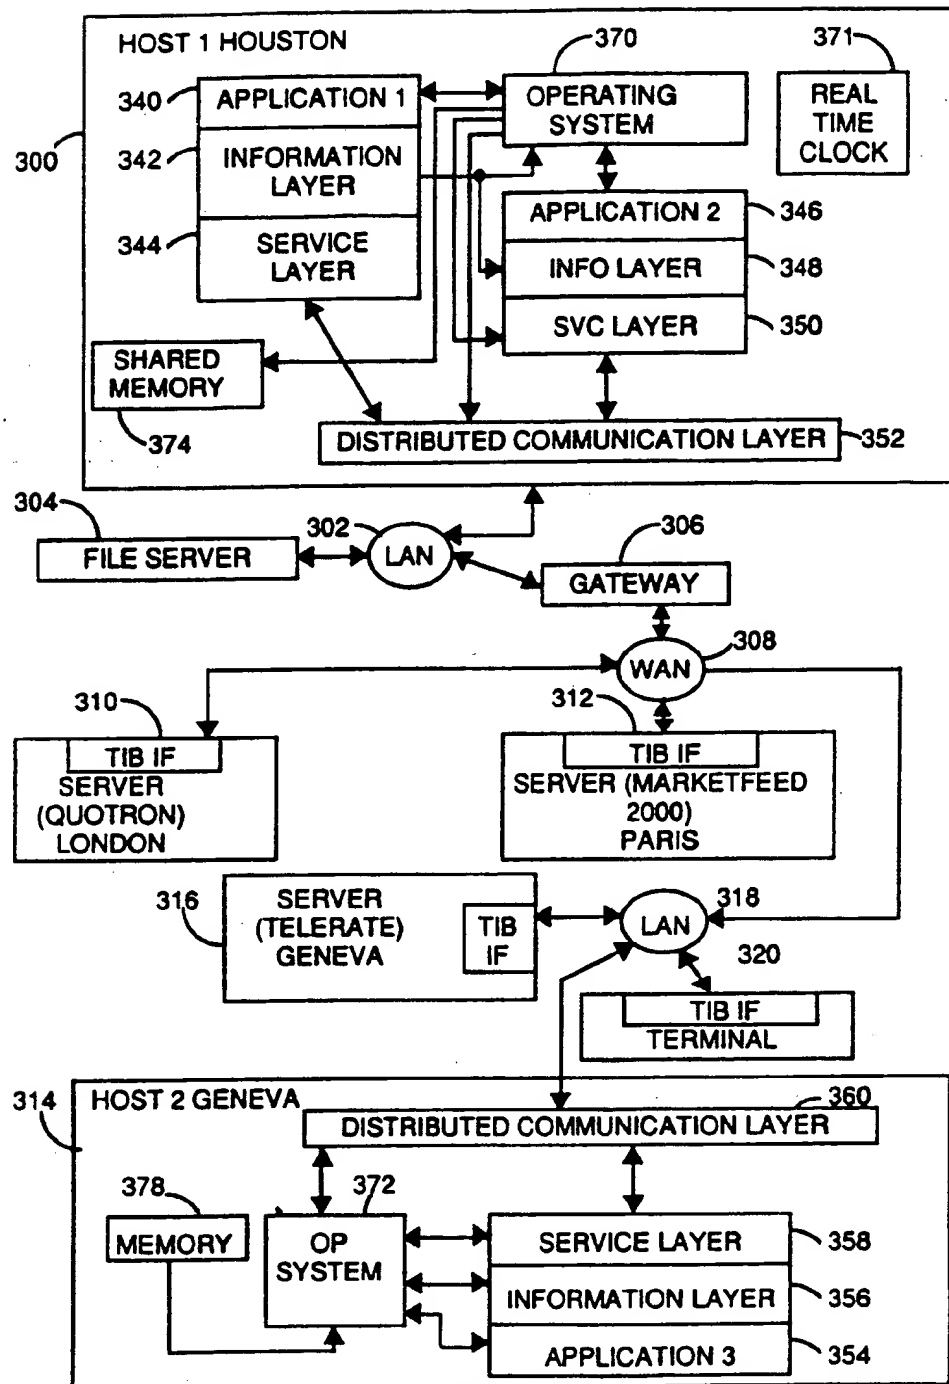 HOST 1 HOUSTON
370
371
340
APPLICATION 1
OPERATING
SYSTEM
REAL
TIME
CLOCK
300
342
INFORMATION
LAYER
344
SERVICE
LAYER
APPLICATION 2
346
INFO LAYER
348
SVC LAYER
350
SHARED
MEMORY
374
DISTRIBUTED COMMUNICATION LAYER
352
304
302
306
FILE SERVER
LAN
GATEWAY
308
WAN
310
312
TIB IF
SERVER
(QUOTRON)
LONDON
TIB IF
SERVER (MARKETFEED
2000)
PARIS
316
SERVER
(TELERATE)
GENEVA
TIB
IF
318
LAN
320
TIB IF
TERMINAL
314
HOST 2 GENEVA
360
DISTRIBUTED COMMUNICATION LAYER
378
372
MEMORY
OP
SYSTEM
SERVICE LAYER
358
INFORMATION LAYER
356
APPLICATION 3
354